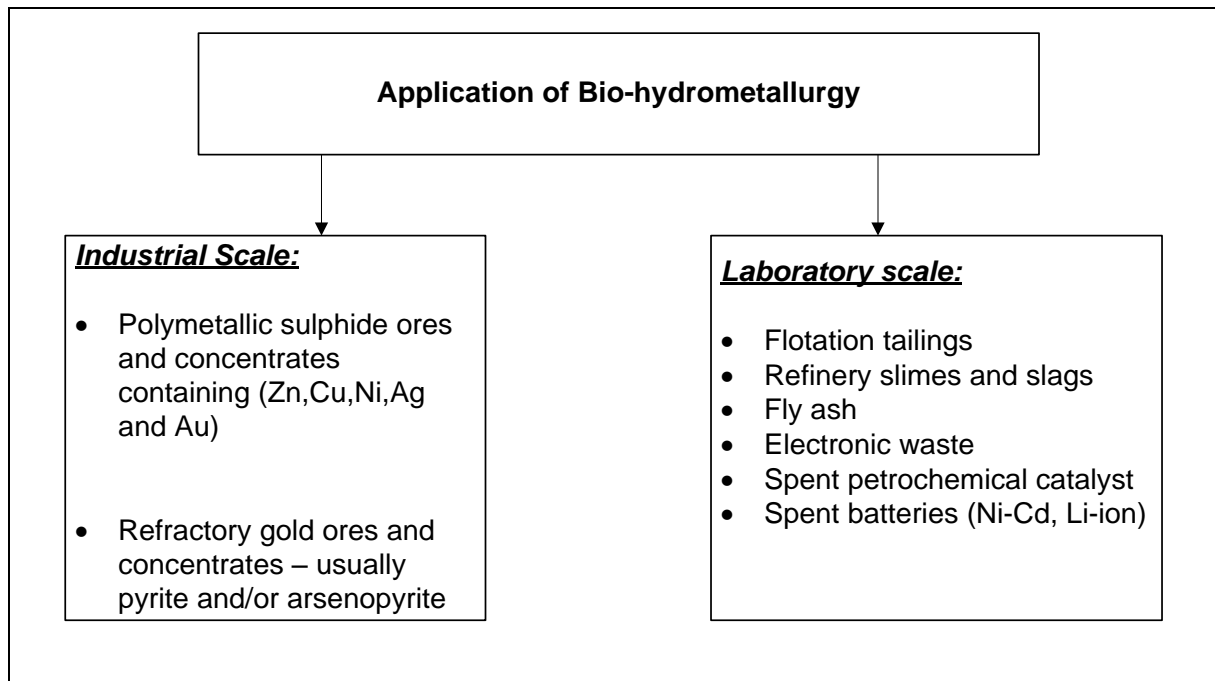 Application of Bio-hydrometallurgy
Industrial Scale:
• Polymetallic sulphide ores
and concentrates
containing (Zn,Cu,Ni,Ag
and Au)
• Refractory gold ores and
concentrates – usually
pyrite and/or arsenopyrite
Laboratory scale:
• Flotation tailings
• Refinery slimes and slags
• Fly ash
• Electronic waste
• Spent petrochemical catalyst
• Spent batteries (Ni-Cd, Li-ion)